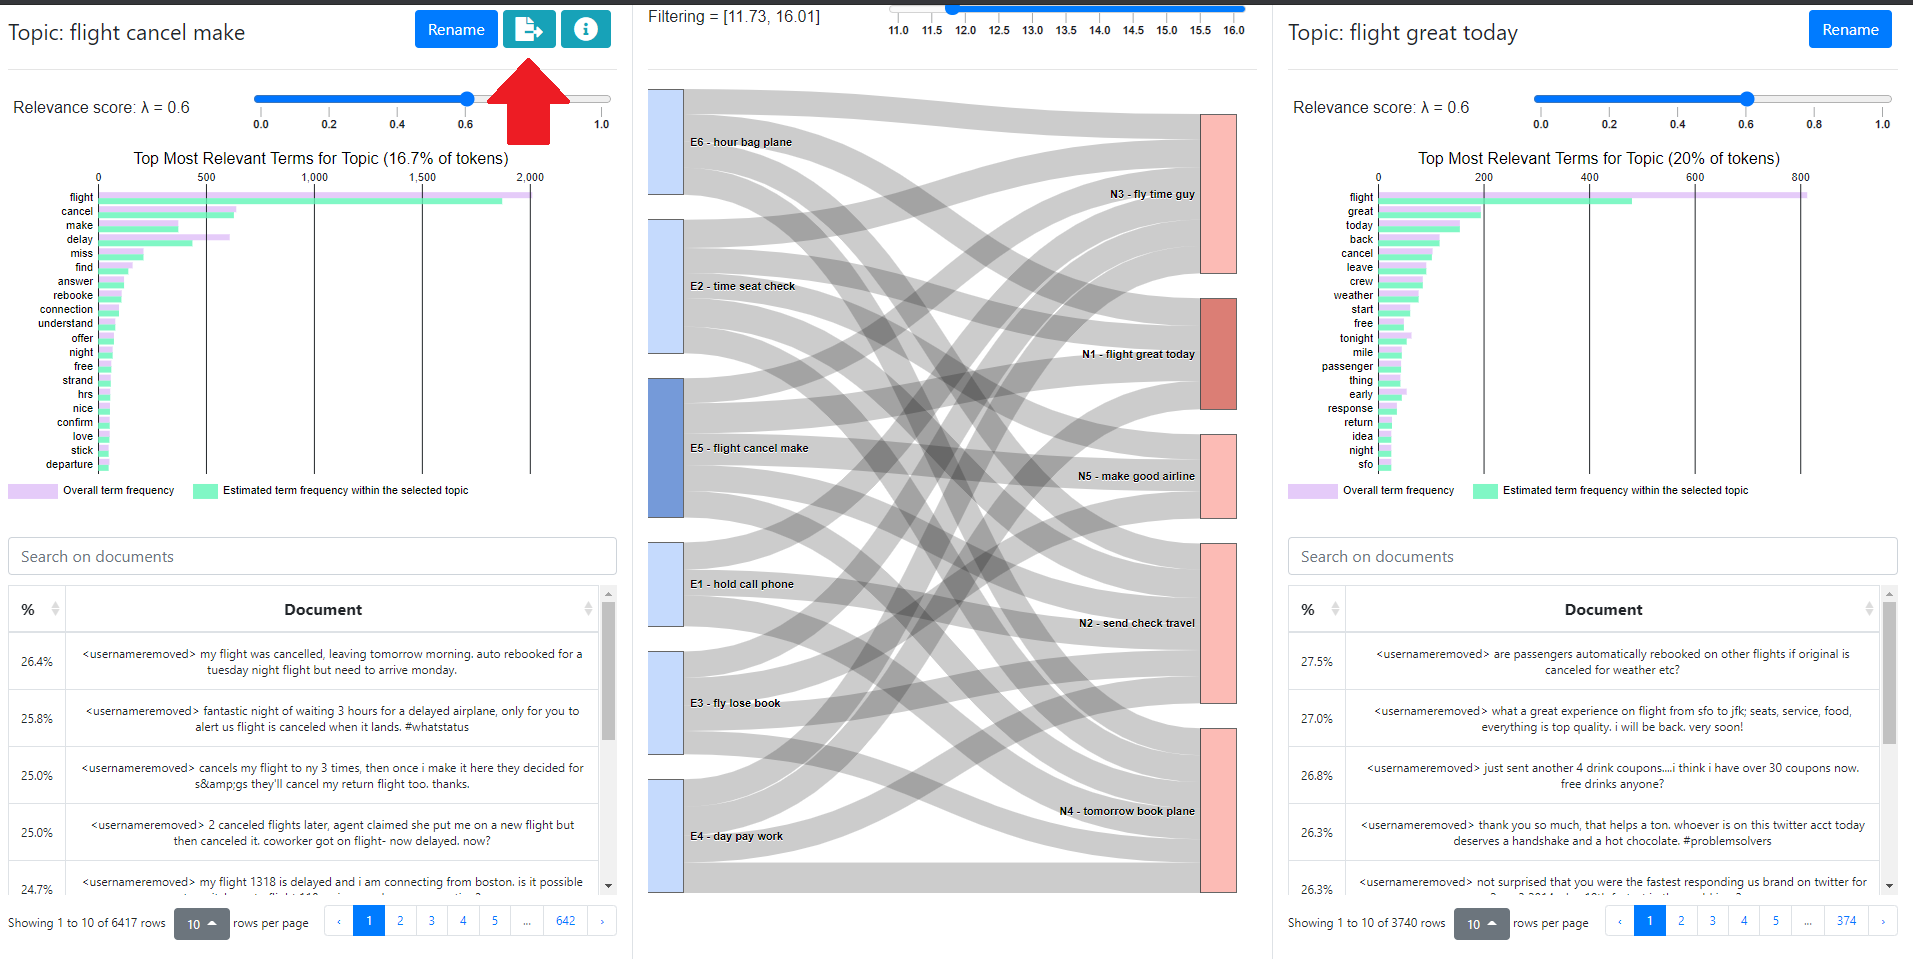 Topic: flight cancel make
Rename
Relevance score: λ = 0.6
0.0 0.2 0.4 0.6 1.0
Top Most Relevant Terms for Topic (16.7% of tokens)
0 500 1,000 1,500 2,000
flight
cancel
make
delay
miss
find
answer
rebooke
connection
understand
offer
night
free
strand
hrs
nice
confirm
love
stick
departure
Overall term frequency
Estimated term frequency within the selected topic
Search on documents
% Document
26.4% <usernameremoved> my flight was cancelled, leaving tomorrow morning. auto rebooked for a
tuesday night flight but need to arrive monday.
25.8% <usernameremoved> fantastic night of waiting 3 hours for a delayed airplane, only for you to
alert us flight is canceled when it lands. #whatstatus
25.0% <usernameremoved> cancels my flight to ny 3 times, then once i make it here they decided for
s&amp;gs they'll cancel my return flight too. thanks.
25.0% <usernameremoved> 2 canceled flights later, agent claimed she put me on a new flight but
then canceled it. coworker got on flight- now delayed. now?
24.7% <usernameremoved> my flight 1318 is delayed and i am connecting from boston. is it possible
Showing 1 to 10 of 6417 rows 10 rows per page ‹ 1 2 3 4 5 ... 642 ›
Filtering = [11.73, 16.01]
11.0 11.5 12.0 12.5 13.0 13.5 14.0 14.5 15.0 15.5 16.0
E6 - hour bag plane
E2 - time seat check
E5 - flight cancel make
E1 - hold call phone
E3 - fly lose book
E4 - day pay work
N3 - fly time guy
N1 - flight great today
N5 - make good airline
N2 - send check travel
N4 - tomorrow book plane
Topic: flight great today
Rename
Relevance score: λ = 0.6
0.0 0.2 0.4 0.6 0.8 1.0
Top Most Relevant Terms for Topic (20% of tokens)
0 200 400 600 800
flight
great
today
back
cancel
leave
crew
weather
start
free
tonight
mile
passenger
thing
early
response
return
idea
night
sfo
Overall term frequency
Estimated term frequency within the selected topic
Search on documents
% Document
27.5% <usernameremoved> are passengers automatically rebooked on other flights if original is
canceled for weather etc?
27.0% <usernameremoved> what a great experience on flight from sfo to jfk; seats, service, food,
everything is top quality. i will be back. very soon!
26.8% <usernameremoved> just sent another 4 drink coupons....i think i have over 30 coupons now.
free drinks anyone?
26.3% <usernameremoved> thank you so much, that helps a ton. whoever is on this twitter acct today
deserves a handshake and a hot chocolate. #problemsolvers
26.3% <usernameremoved> not surprised that you were the fastest responding us brand on twitter for
Showing 1 to 10 of 3740 rows 10 rows per page ‹ 1 2 3 4 5 ... 374 ›